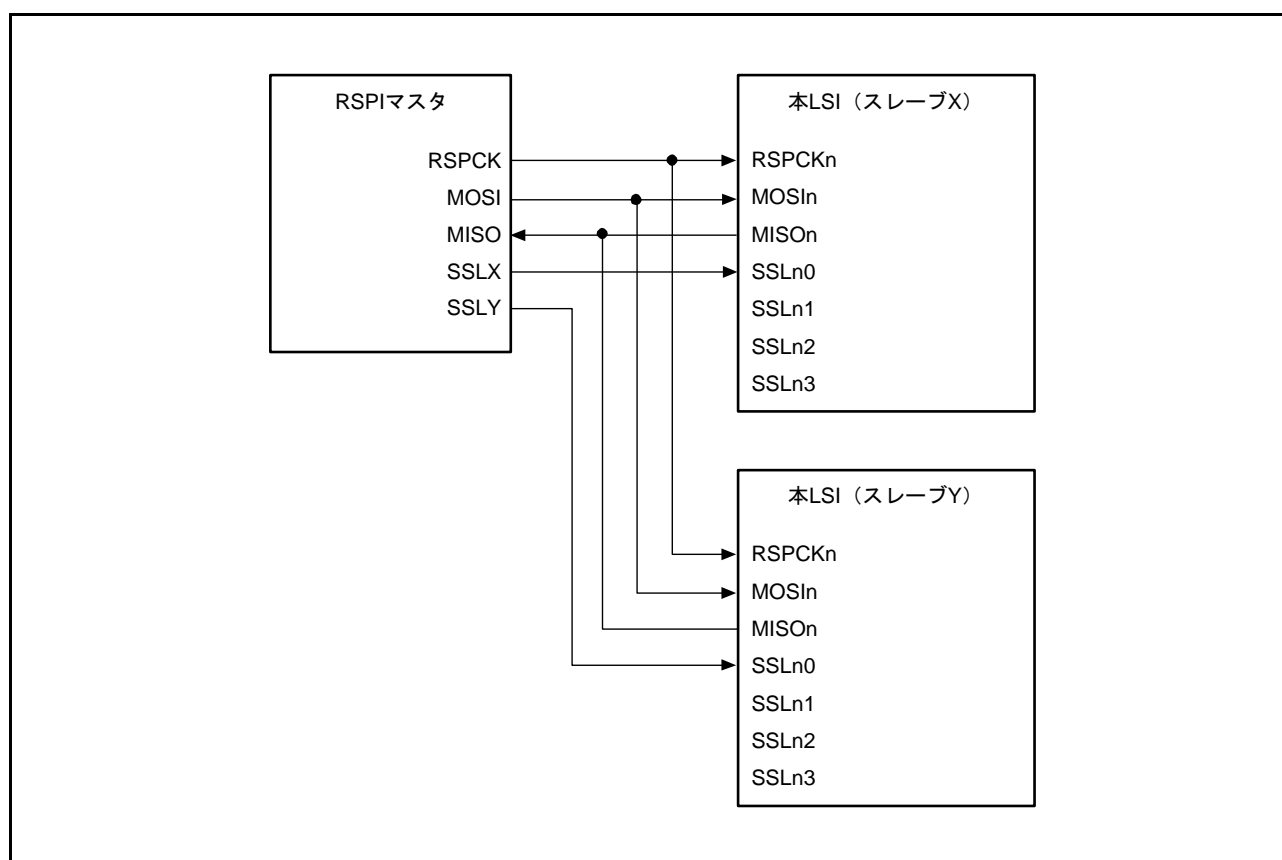 RSPIマスタ
RSPCK
MOSI
MISO
SSLX
SSLY
本LSI（スレーブX）
RSPCKn
MOSIn
MISOn
SSLn0
SSLn1
SSLn2
SSLn3
本LSI（スレーブY）
RSPCKn
MOSIn
MISOn
SSLn0
SSLn1
SSLn2
SSLn3